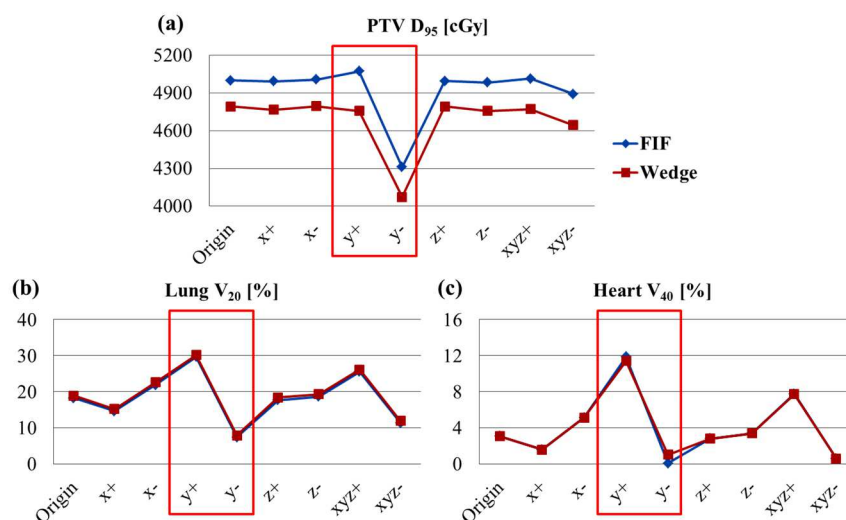 (a) PTV D95 [cGy]
5200
4900
4600
4300
4000
FIF
Wedge
Origin x+ x- y+ y- z+ z- xyz+ xyz-
(b) Lung V20 [%]
40
30
20
10
0
Origin x+ x- y+ y- z+ z- xyz+ xyz-
(c) Heart V40 [%]
16
12
8
4
0
Origin x+ x- y+ y- z+ z- xyz+ xyz-